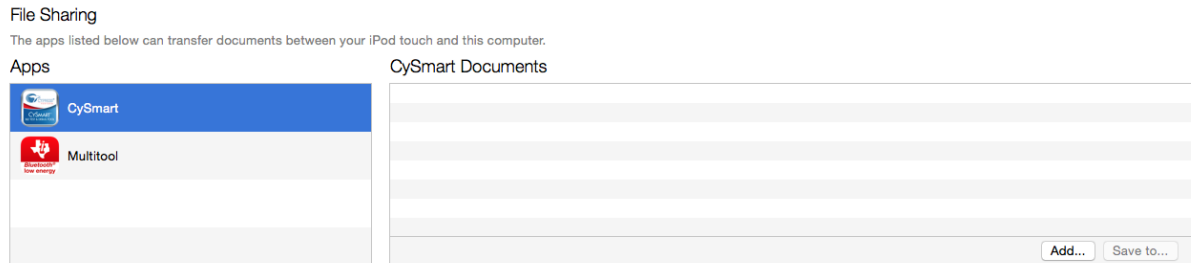 File Sharing
The apps listed below can transfer documents between your iPod touch and this computer.
Apps
CySmart Documents
CySmart
CYSMART
Multitool
Bluetooth®
low energy
Add...
Save to...